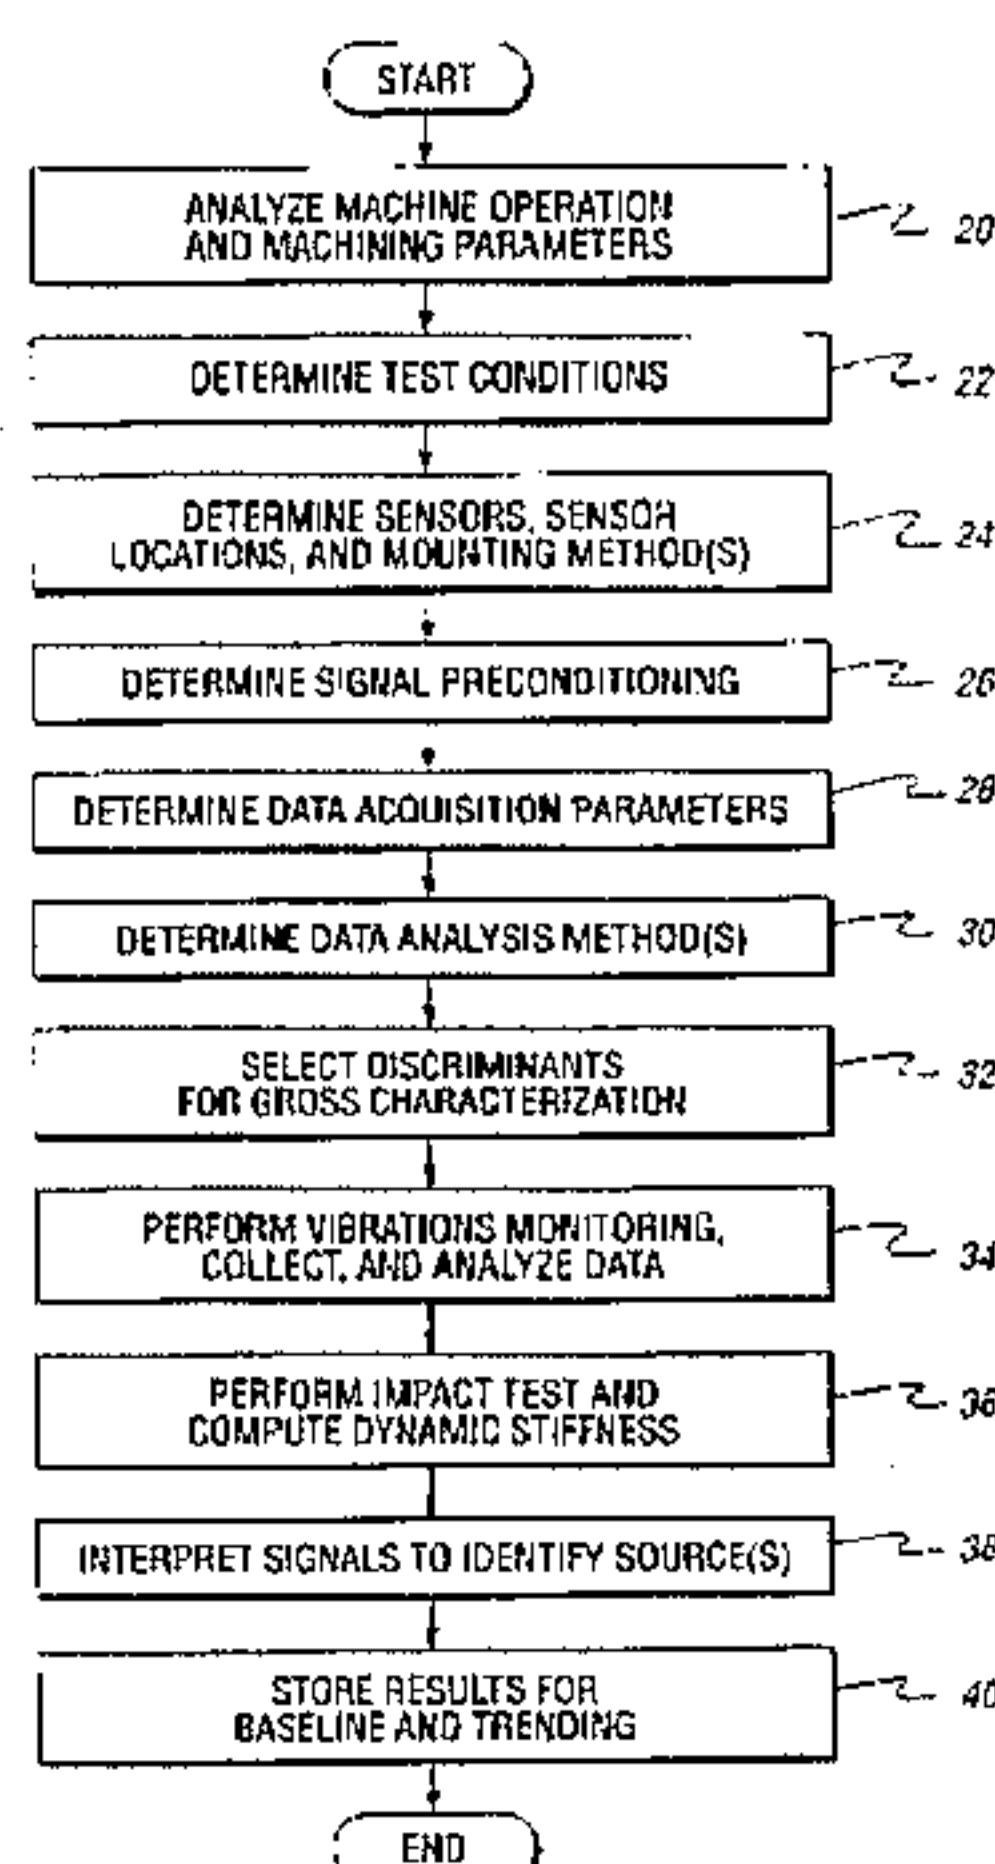 START
ANALYZE MACHINE OPERATION
AND MACHINING PARAMETERS
20
DETERMINE TEST CONDITIONS
22
DETERMINE SENSORS, SENSOR
LOCATIONS, AND MOUNTING METHOD(S)
24
DETERMINE SIGNAL PRECONDITIONING
26
DETERMINE DATA ACQUISITION PARAMETERS
28
DETERMINE DATA ANALYSIS METHOD(S)
30
SELECT DISCRIMINANTS
FOR GROSS CHARACTERIZATION
32
PERFORM VIBRATIONS MONITORING,
COLLECT, AND ANALYZE DATA
34
PERFORM IMPACT TEST AND
COMPUTE DYNAMIC STIFFNESS
36
INTERPRET SIGNALS TO IDENTIFY SOURCE(S)
38
STORE RESULTS FOR
BASELINE AND TRENDING
40
END